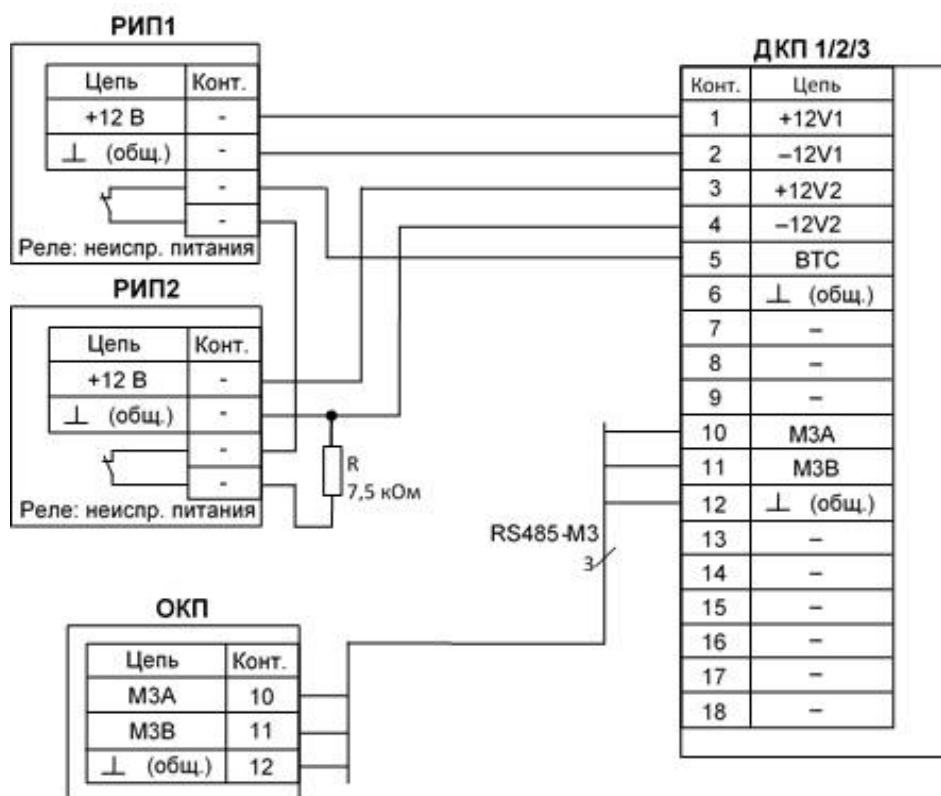 РИП1
Цепь Конт.
+12 В -
⊥ (общ.) -
-
-
Реле: неиспр. питания
РИП2
Цепь Конт.
+12 В -
⊥ (общ.) -
-
-
Реле: неиспр. питания
R
7,5 кОм
RS485-М3
3
ОКП
Цепь Конт.
М3А 10
М3В 11
⊥ (общ.) 12
ДКП 1/2/3
Конт. Цепь
1 +12V1
2 –12V1
3 +12V2
4 –12V2
5 ВТС
6 ⊥ (общ.)
7 –
8 –
9 –
10 М3А
11 М3В
12 ⊥ (общ.)
13 –
14 –
15 –
16 –
17 –
18 –